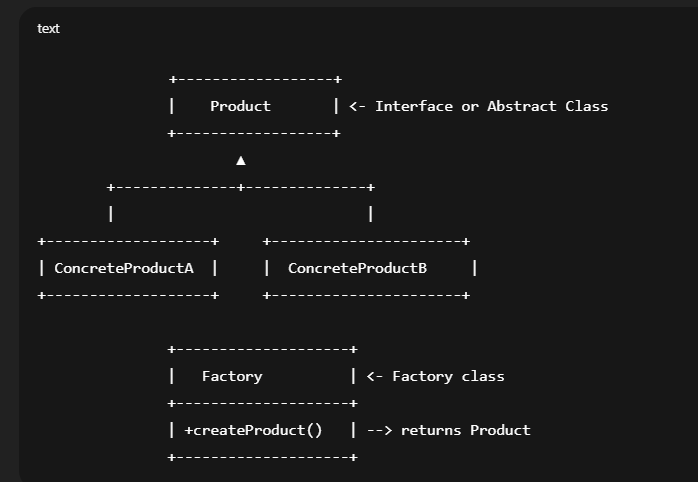 text
+------------------+
|    Product       | <- Interface or Abstract Class
+------------------+
▲
+--------------+--------------+
|                              |
+-------------------+     +----------------------+
| ConcreteProductA  |     |  ConcreteProductB     |
+-------------------+     +----------------------+
+--------------------+
|   Factory          | <- Factory class
+--------------------+
| +createProduct()   | --> returns Product
+--------------------+